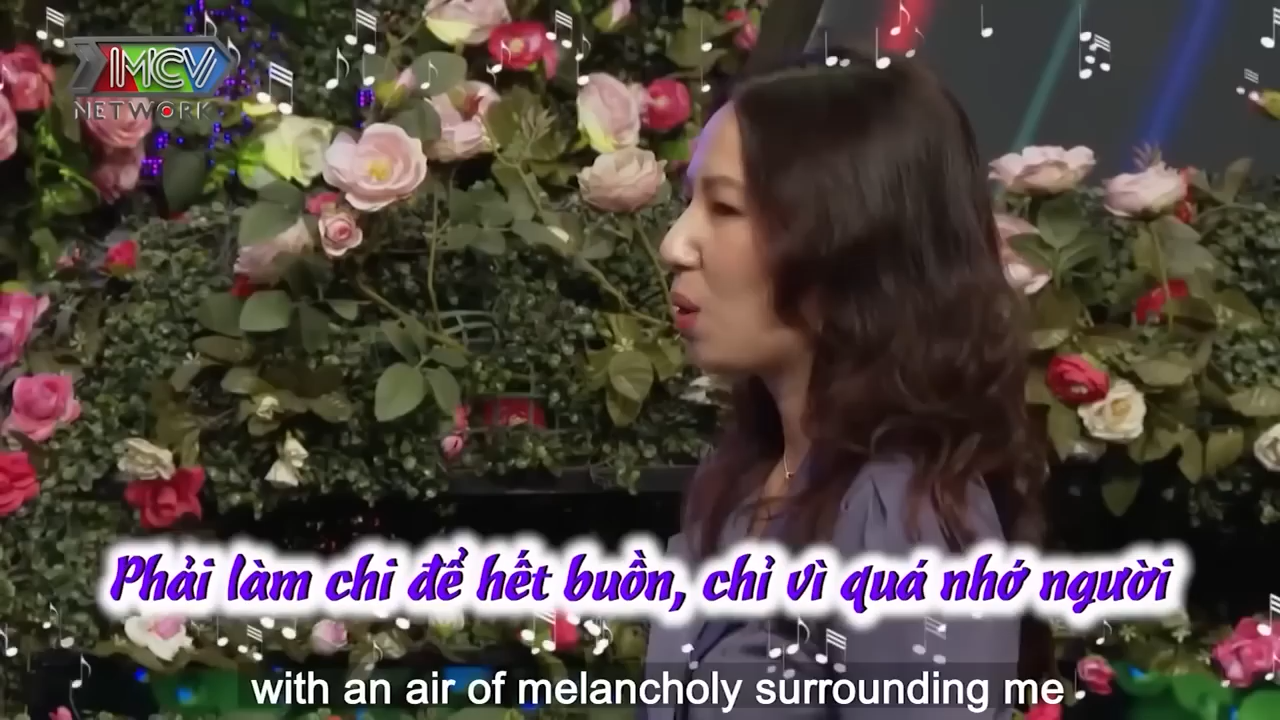 MCV
NETWORK
Phải làm chi để hết buồn, chỉ vì quá nhớ người
with an air of melancholy surrounding me